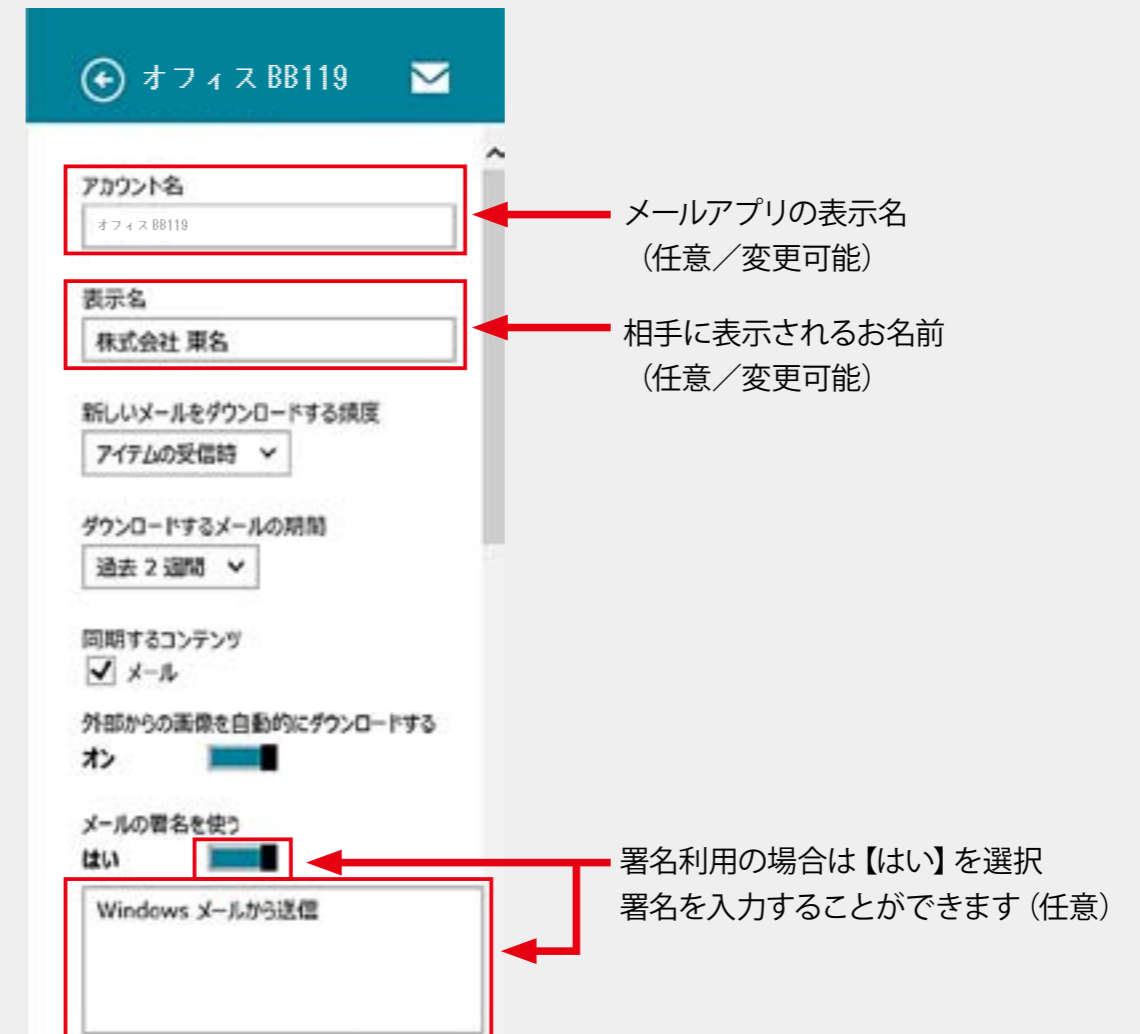 オフィス BB119
アカウント名
オフィス BB119
メールアプリの表示名
（任意／変更可能）
表示名
株式会社 東名
相手に表示されるお名前
（任意／変更可能）
新しいメールをダウンロードする頻度
アイテムの受信時
ダウンロードするメールの期間
過去 2 週間
同期するコンテンツ
メール
外部からの画像を自動的にダウンロードする
オン
メールの署名を使う
はい
署名利用の場合は【はい】を選択
署名を入力することができます（任意）
Windows メールから送信